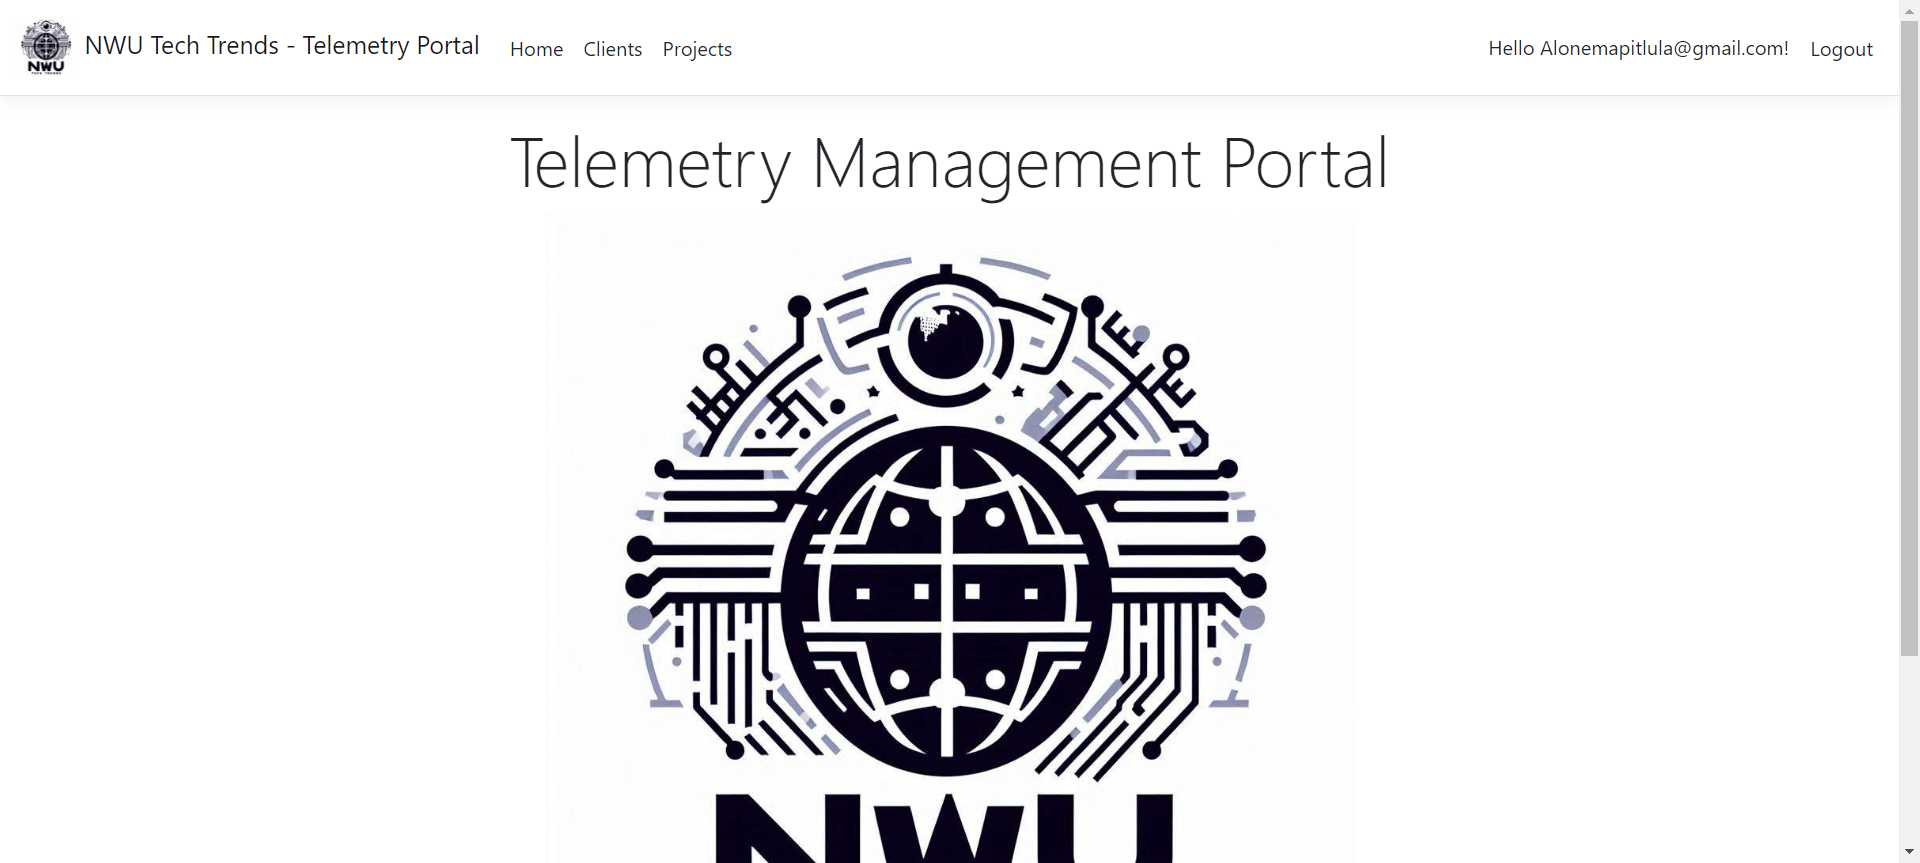 NWU Tech Trends - Telemetry Portal Home Clients Projects Hello Alonemapitlula@gmail.com! Logout
NWU
Telemetry Management Portal
NWU